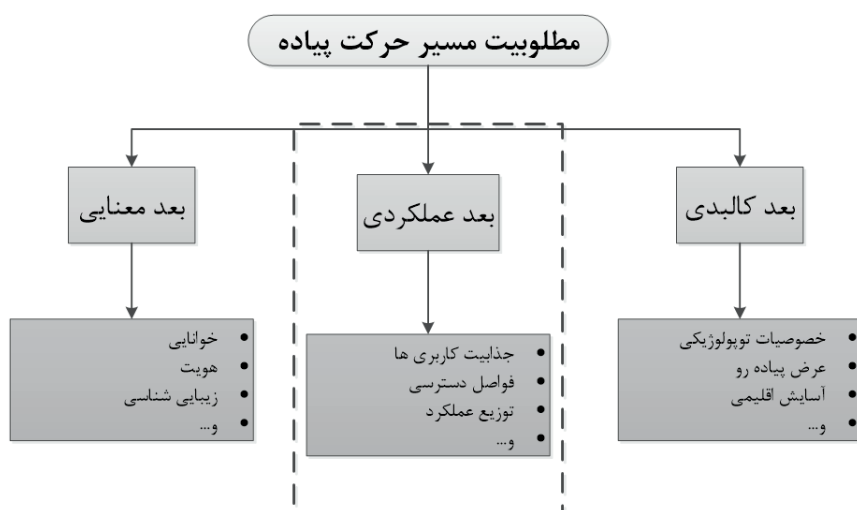 مطلوبیت مسیر حرکت پیاده
بعد کالبدی
بعد عملکردی
بعد معنایی
• خصوصیات توپولوژیکی
• عرض پیاده رو
• آسایش اقلیمی
• و...
• جذابیت کاربری ها
• فواصل دسترسی
• توزیع عملکرد
• و...
• خوانایی
• هویت
• زیبایی شناسی
• و...